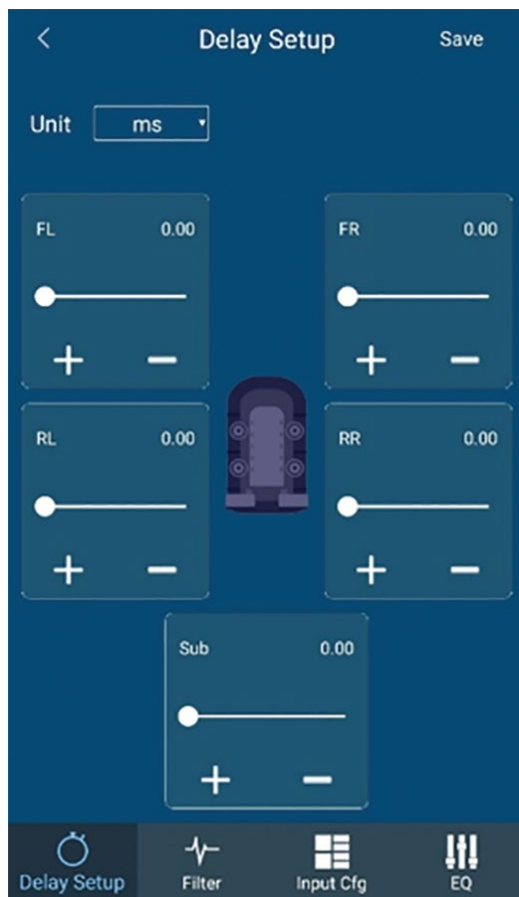 Delay Setup Save
Unit ms
FL 0.00
FR 0.00
RL 0.00
RR 0.00
Sub 0.00
Delay Setup Filter Input Cfg EQ